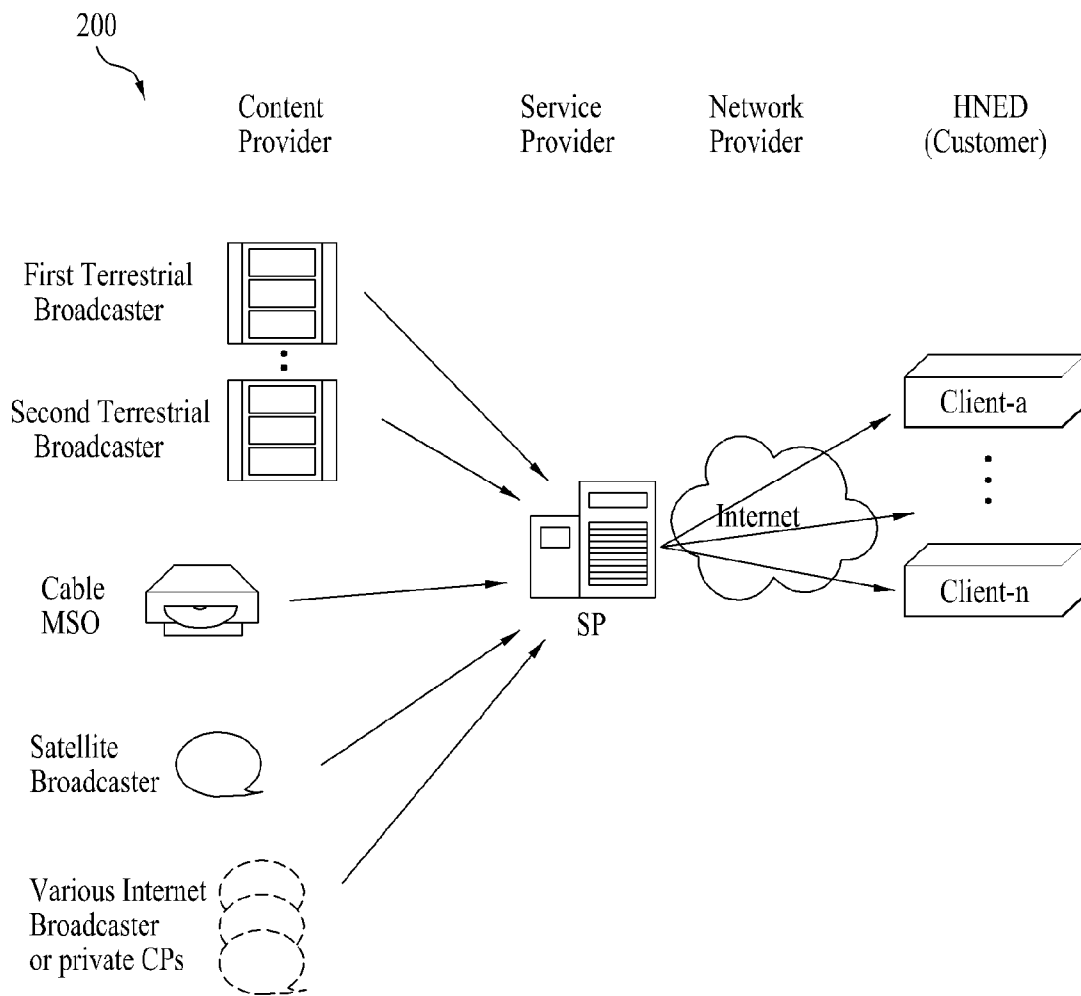 200
Content
Provider
Service
Provider
Network
Provider
HNED
(Customer)
First Terrestrial
Broadcaster
Second Terrestrial
Broadcaster
Cable
MSO
Satellite
Broadcaster
Various Internet
Broadcaster
or private CPs
SP
Internet
Client-a
Client-n